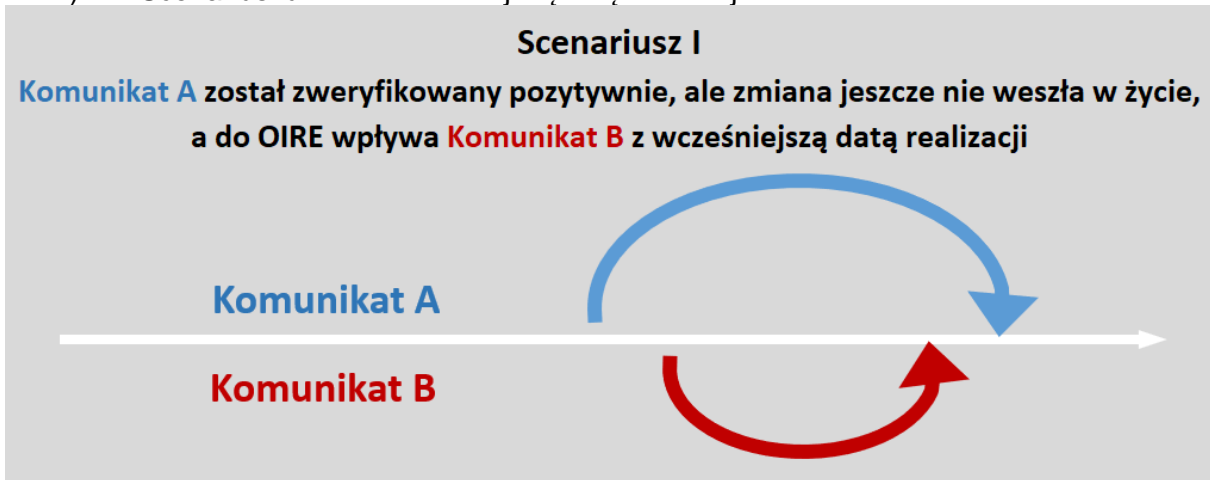 Scenariusz I
Komunikat A został zweryfikowany pozytywnie, ale zmiana jeszcze nie weszła w życie,
a do OIRE wpływa Komunikat B z wcześniejszą datą realizacji
Komunikat A
Komunikat B